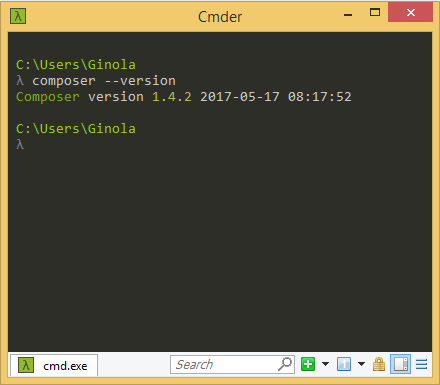 λ Cmder
C:\Users\Ginola
λ composer --version
Composer version 1.4.2 2017-05-17 08:17:52
C:\Users\Ginola
λ
λ cmd.exe Search